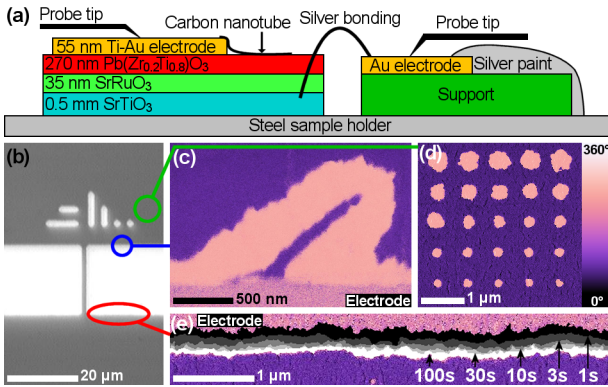 (a)
Probe tip
Carbon nanotube
Silver bonding
Probe tip
55 nm Ti-Au electrode
270 nm Pb(Zr0.2Ti0.8)O3
35 nm SrRuO3
0.5 mm SrTiO3
Au electrode
Silver paint
Support
Steel sample holder
(b)
20 μm
(c)
500 nm
Electrode
(d)
1 μm
360º
0º
(e)
Electrode
1 μm
100s 30s 10s 3s 1s